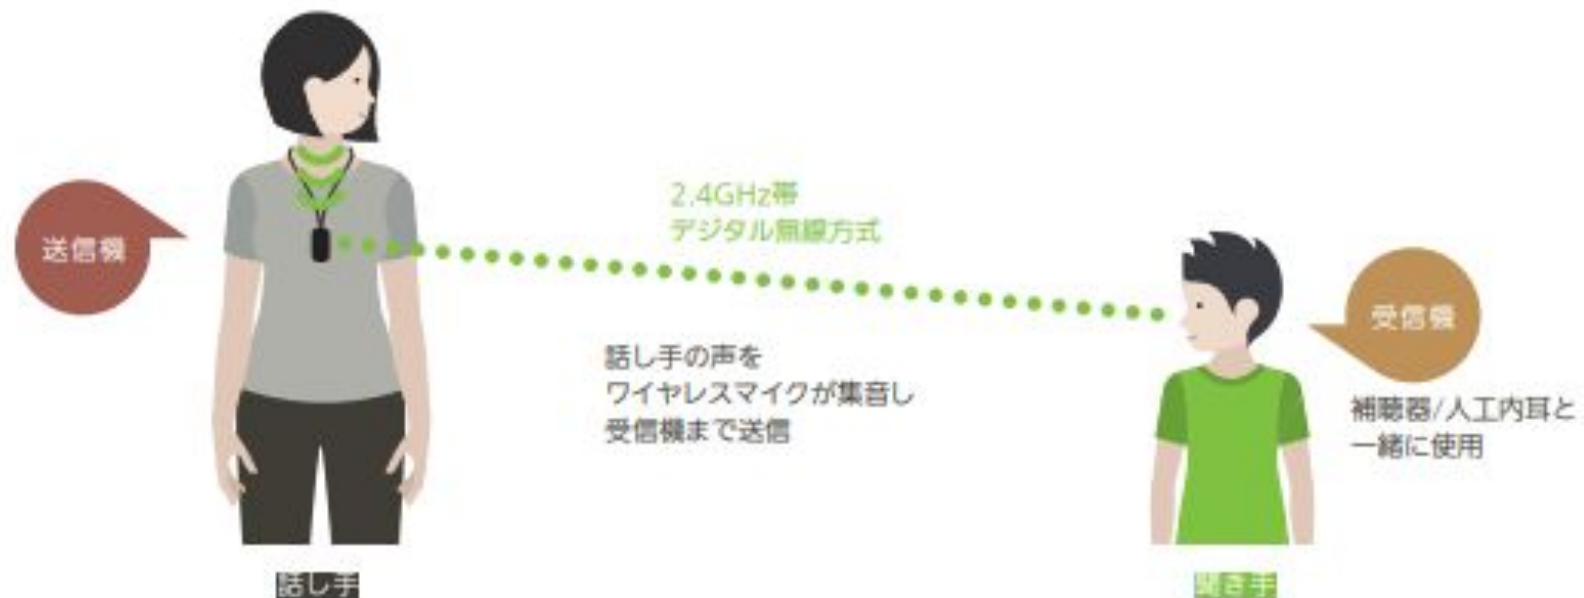 送信機
2.4GHz帯
デジタル無線方式
話し手の声を
ワイヤレスマイクが集音し
受信機まで送信
受信機
補聴器/人工内耳と
一緒に使用
話し手
聞き手